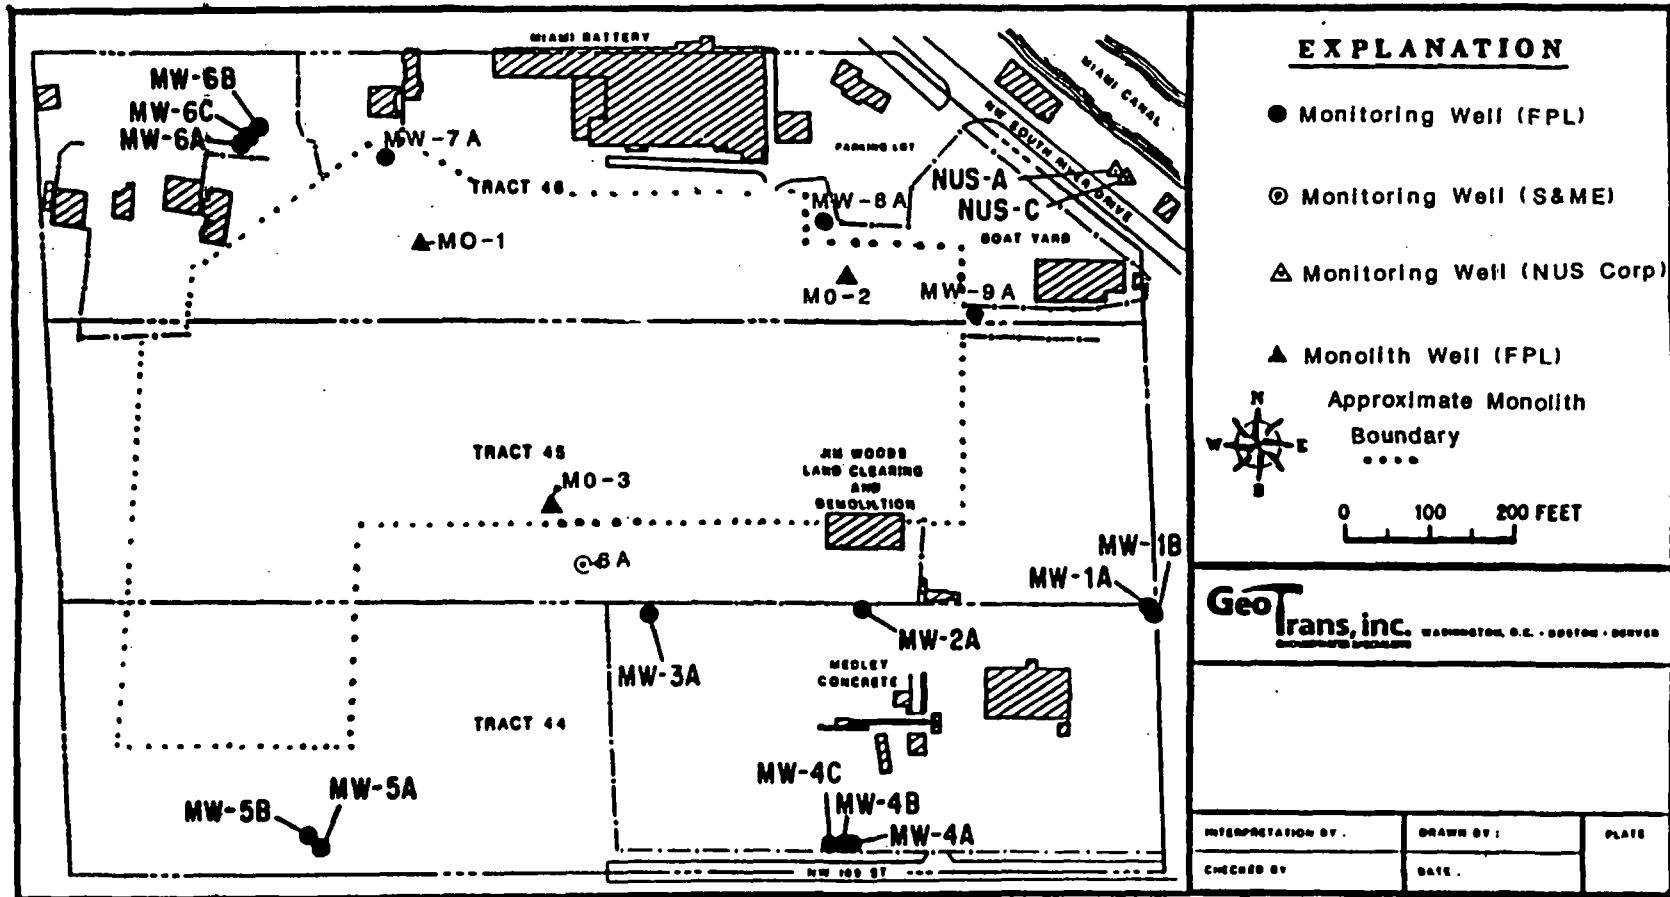 MIAMI BATTERY
MW-6B
MW-6C
MW-6A
MW-7A
TRACT 46
PARKING LOT
MW-8A
MO-1
MO-2
MW-9A
NUS-A
NUS-C
BOAT YARD
NW SOUTH RIVER DRIVE
MIAMI CANAL
TRACT 45
MO-3
JIM WOODS
LAND CLEARING
AND
DEMOLITION
6A
MW-1B
MW-1A
MW-2A
MW-3A
MEDLEY
CONCRETE
TRACT 44
MW-4C
MW-4B
MW-4A
MW-5A
MW-5B
NW 109 ST
EXPLANATION
Monitoring Well (FPL)
Monitoring Well (S&ME)
Monitoring Well (NUS Corp)
Monolith Well (FPL)
Approximate Monolith
Boundary
N
W E
S
0 100 200 FEET
GeoTrans, inc.
WASHINGTON, D.C. · BOSTON · DENVER
INTERPRETATION BY :
DRAWN BY :
PLATE
CHECKED BY
DATE .